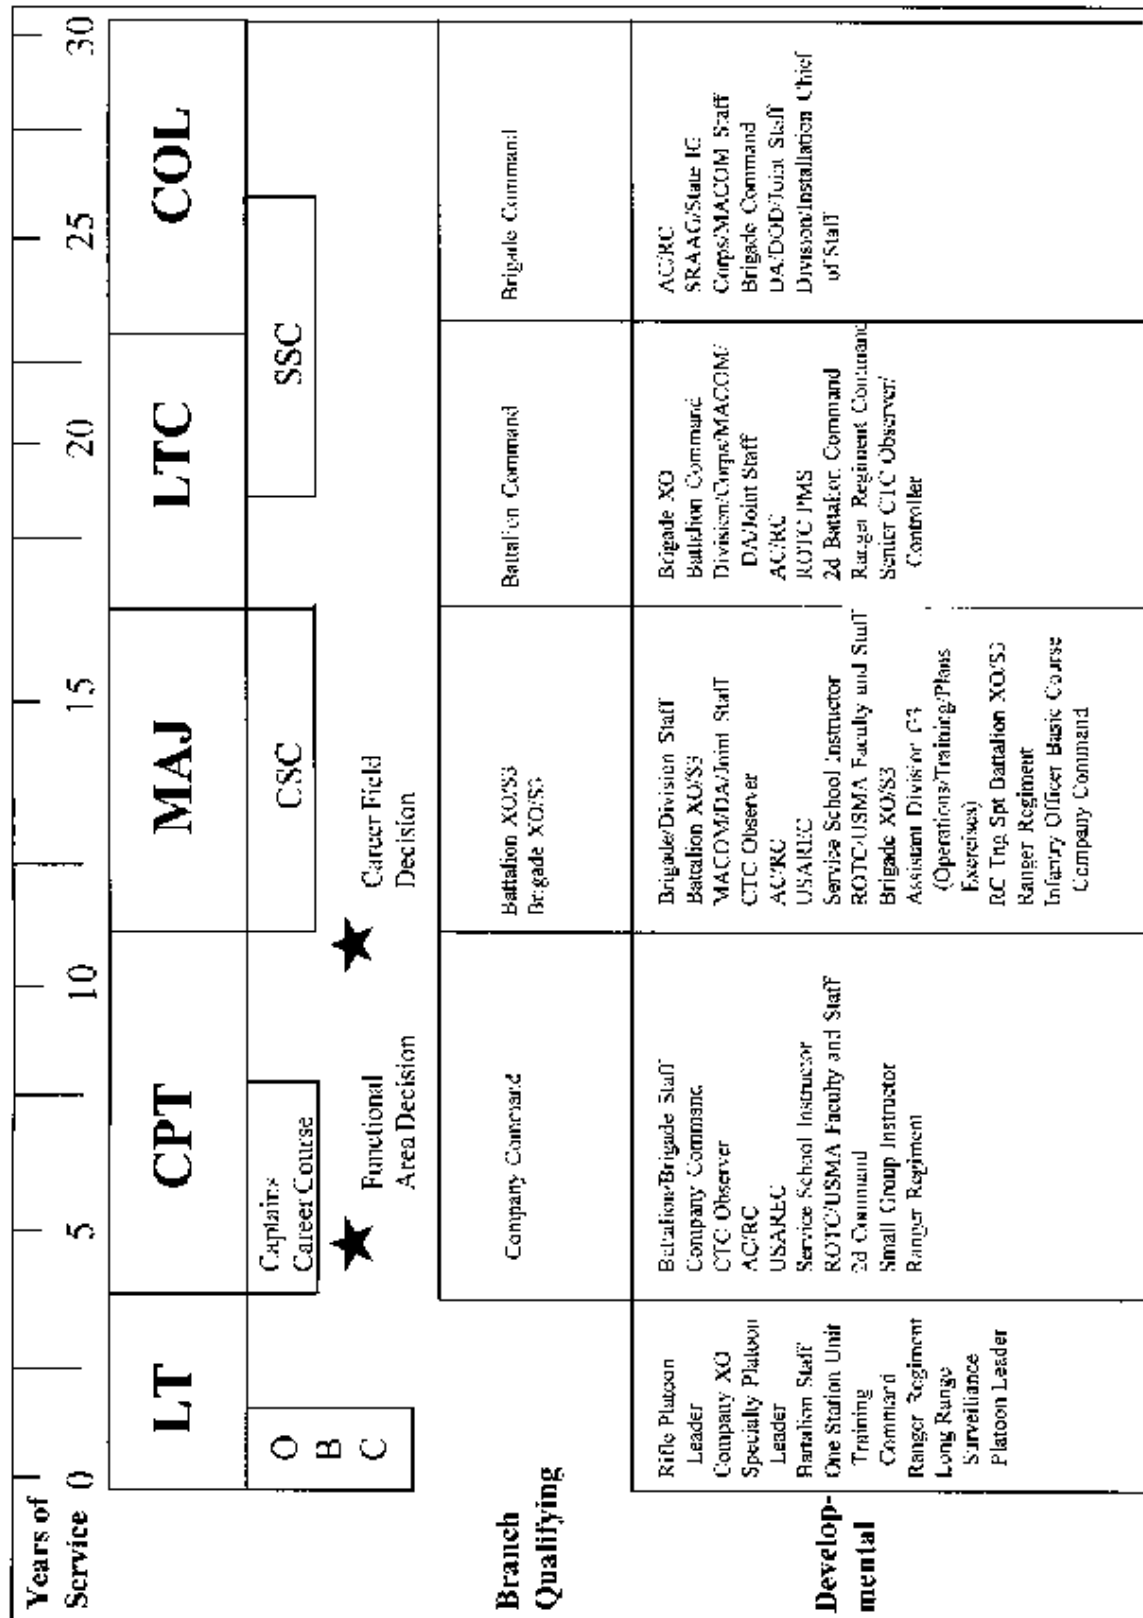 Years of
Service
0
5
10
15
20
25
30
LT
CPT
MAJ
LTC
COL
O
B
C
Captains
Career Course
CSC
SSC
Functional
Area Decision
Career Field
Decision
Branch
Qualifying
Company Command
Battalion XO/S3
Brigade XO/S3
Battalion Command
Brigade Command
Develop-
mental
Rifle Platoon
Leader
Company XO
Specialty Platoon
Leader
Battalion Staff
One Station Unit
Training
Command
Ranger Regiment
Long Range
Surveillance
Platoon Leader
Battalion/Brigade Staff
Company Command
CTC Observer
AC/RC
USAREC
Service School Instructor
ROTC/USMA Faculty and Staff
2d Command
Small Group Instructor
Ranger Regiment
Brigade/Division Staff
Battalion XO/S3
MACOM/DA/Joint Staff
CTC Observer
AC/RC
USAREC
Service School Instructor
ROTC/USMA Faculty and Staff
Brigade XO/S3
Assistant Division G3
(Operations/Training/Plans
Exercises)
RC Tng Spt Battalion XO/S3
Ranger Regiment
Infantry Officer Basic Course
Company Command
Brigade XO
Battalion Command
Division/Corps/MACOM/
DA/Joint Staff
AC/RC
ROTC PMS
2d Battalion Command
Ranger Regiment Command
Senior CTC Observer/
Controller
AC/RC
SRAAG/State IG
Corps/MACOM Staff
Brigade Command
DA/DOD/Joint Staff
Division/Installation Chief
of Staff